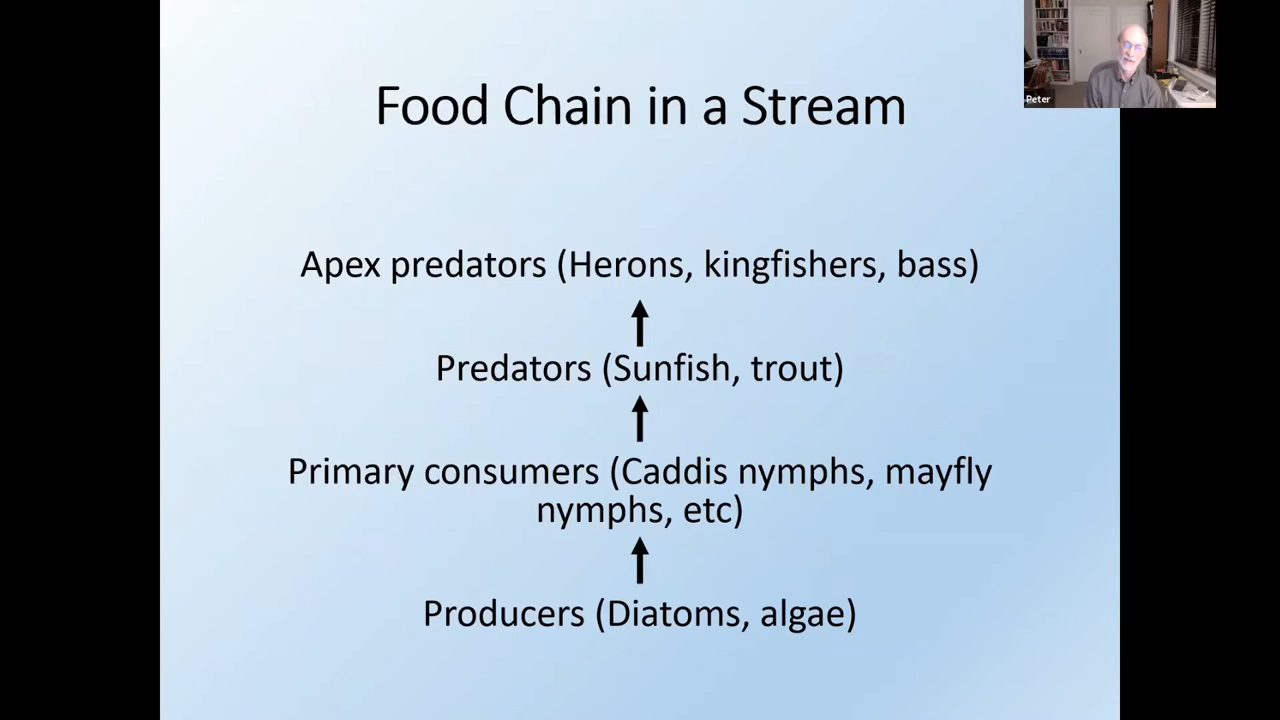 Food Chain in a Stream
Peter
Apex predators (Herons, kingfishers, bass)
Predators (Sunfish, trout)
Primary consumers (Caddis nymphs, mayfly
nymphs, etc)
Producers (Diatoms, algae)